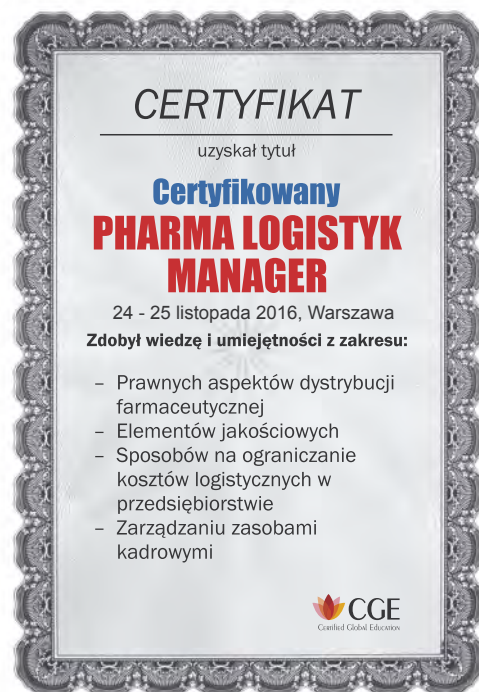 CERTYFIKAT
uzyskał tytuł
Certyfikowany
PHARMA LOGISTYK
MANAGER
24 - 25 listopada 2016, Warszawa
Zdobył wiedzę i umiejętności z zakresu:
– Prawnych aspektów dystrybucji
farmaceutycznej
– Elementów jakościowych
– Sposobów na ograniczanie
kosztów logistycznych w
przedsiębiorstwie
– Zarządzaniu zasobami
kadrowymi
CGE
Certified Global Education